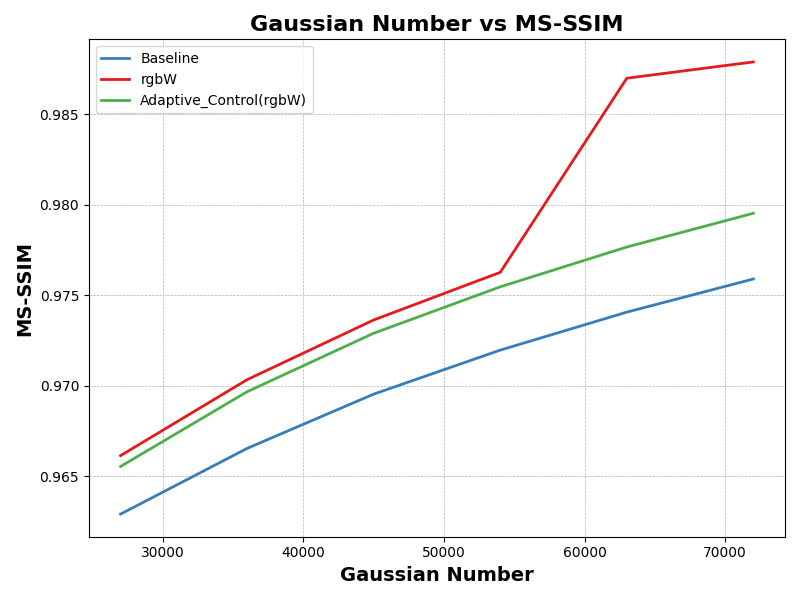 Gaussian Number vs MS-SSIM
Baseline
rgbW
Adaptive_Control(rgbW)
MS-SSIM
0.985
0.980
0.975
0.970
0.965
30000 40000 50000 60000 70000
Gaussian Number